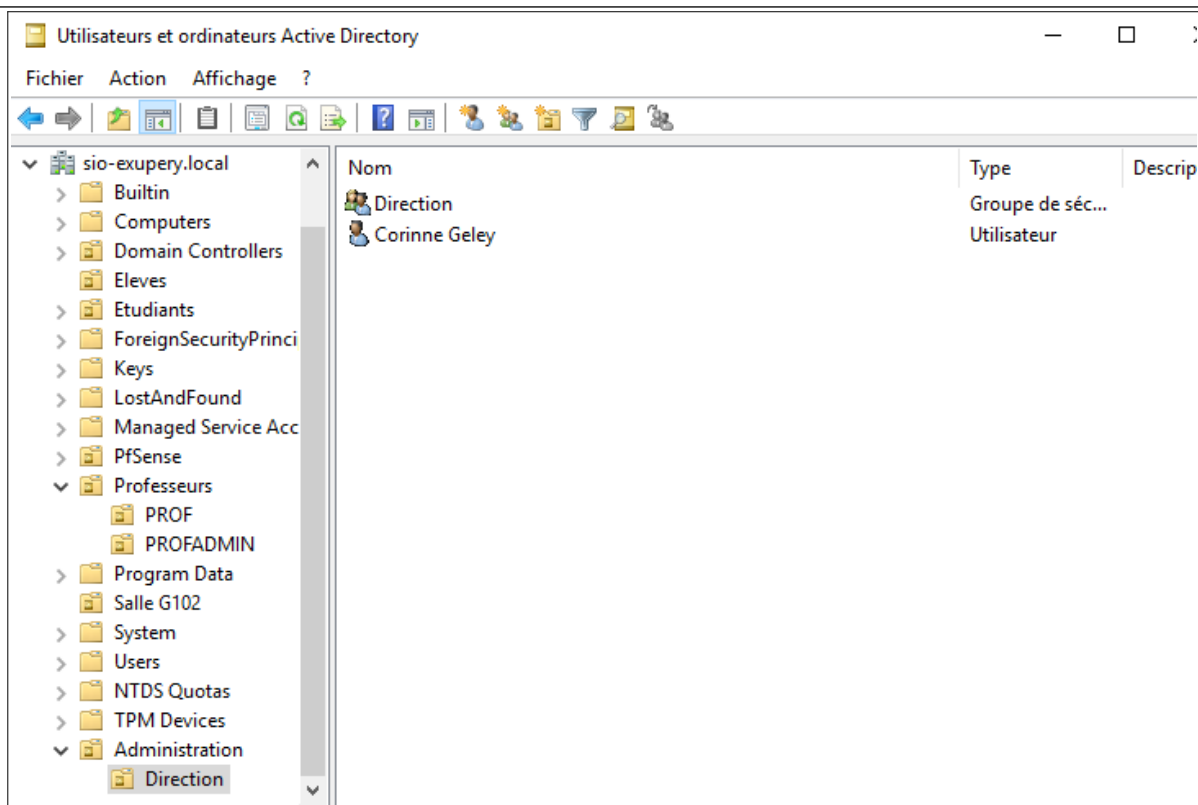 Utilisateurs et ordinateurs Active Directory
Fichier Action Affichage ?
sio-exupery.local
Builtin
Computers
Domain Controllers
Eleves
Etudiants
ForeignSecurityPrinci
Keys
LostAndFound
Managed Service Acc
PfSense
Professeurs
PROF
PROFADMIN
Program Data
Salle G102
System
Users
NTDS Quotas
TPM Devices
Administration
Direction
Nom Type Descrip
Direction Groupe de séc...
Corinne Geley Utilisateur